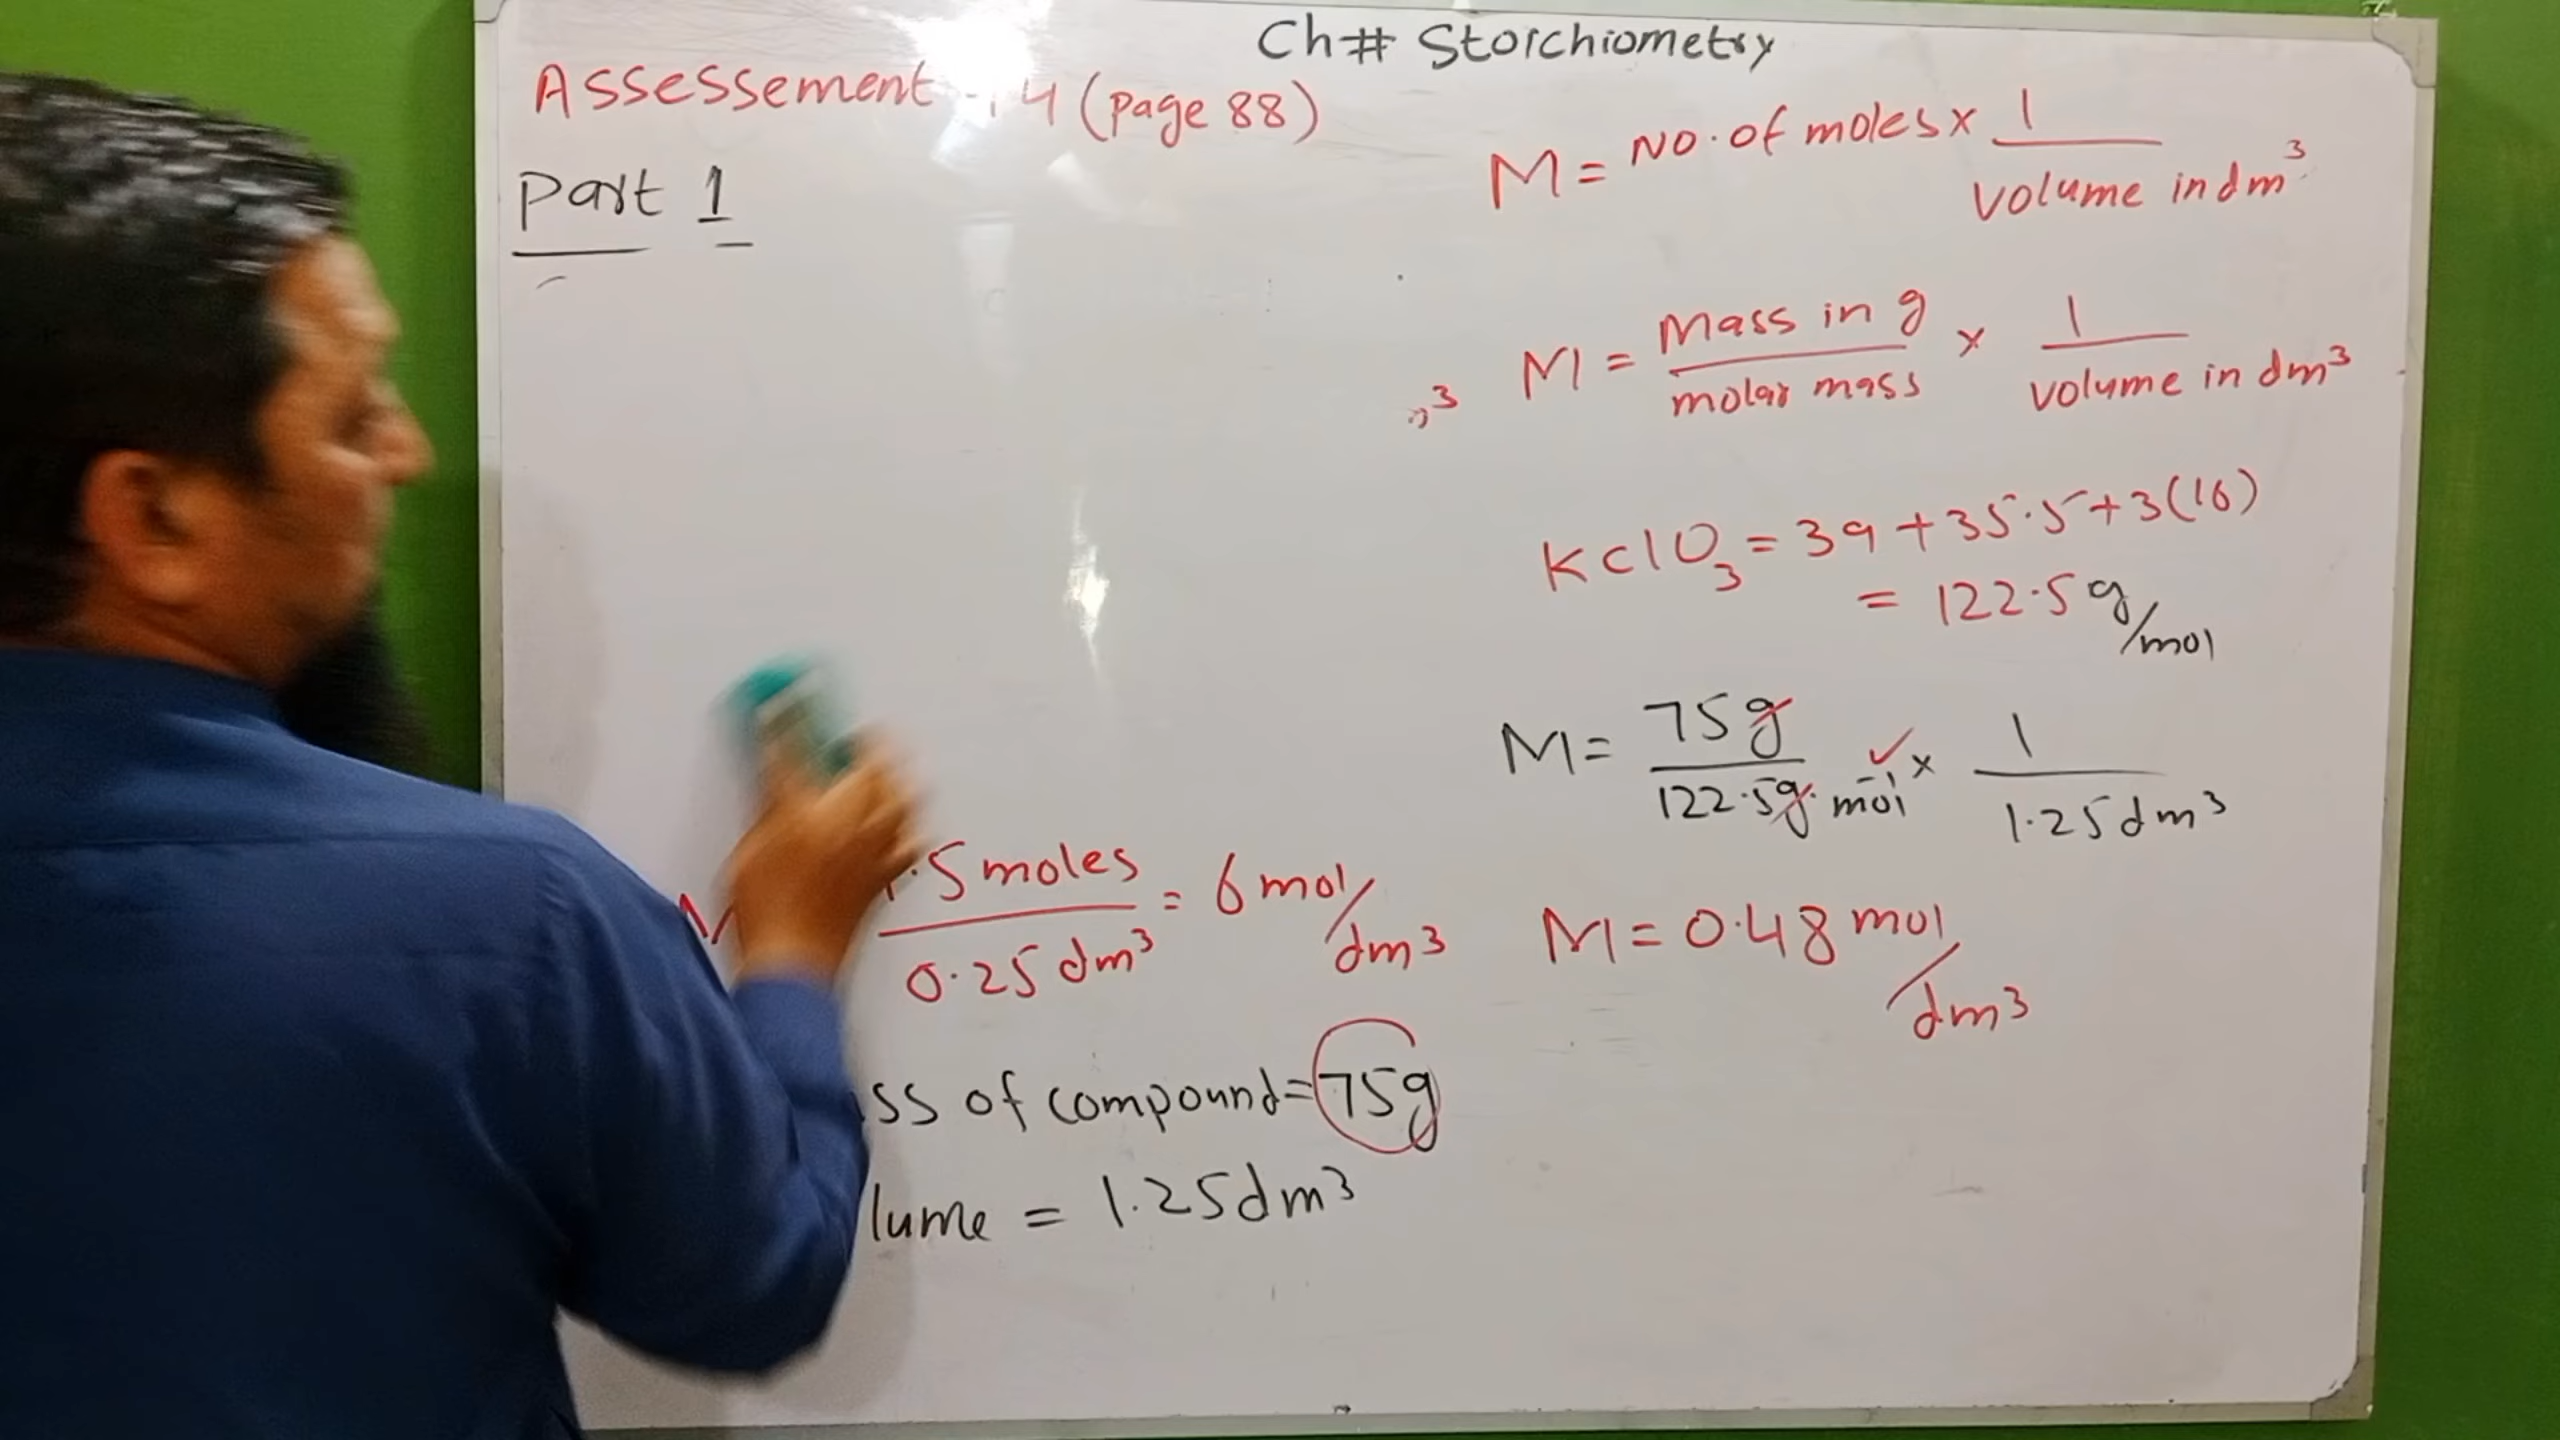 Ch# Stoichiometry
Assessement -14 (page 88)
Part 1
·5 moles / 0.25 dm³ = 6 mol/dm³
ss of compound = 75g
lume = 1.25dm³
M = No. of moles x 1 / volume in dm³
M = Mass in g / molar mass x 1 / volume in dm³
KClO₃ = 39 + 35.5 + 3(16)
= 122.5 g/mol
M = 75g / 122.5g. mol⁻¹ x 1 / 1.25dm³
M = 0.48 mol/dm³